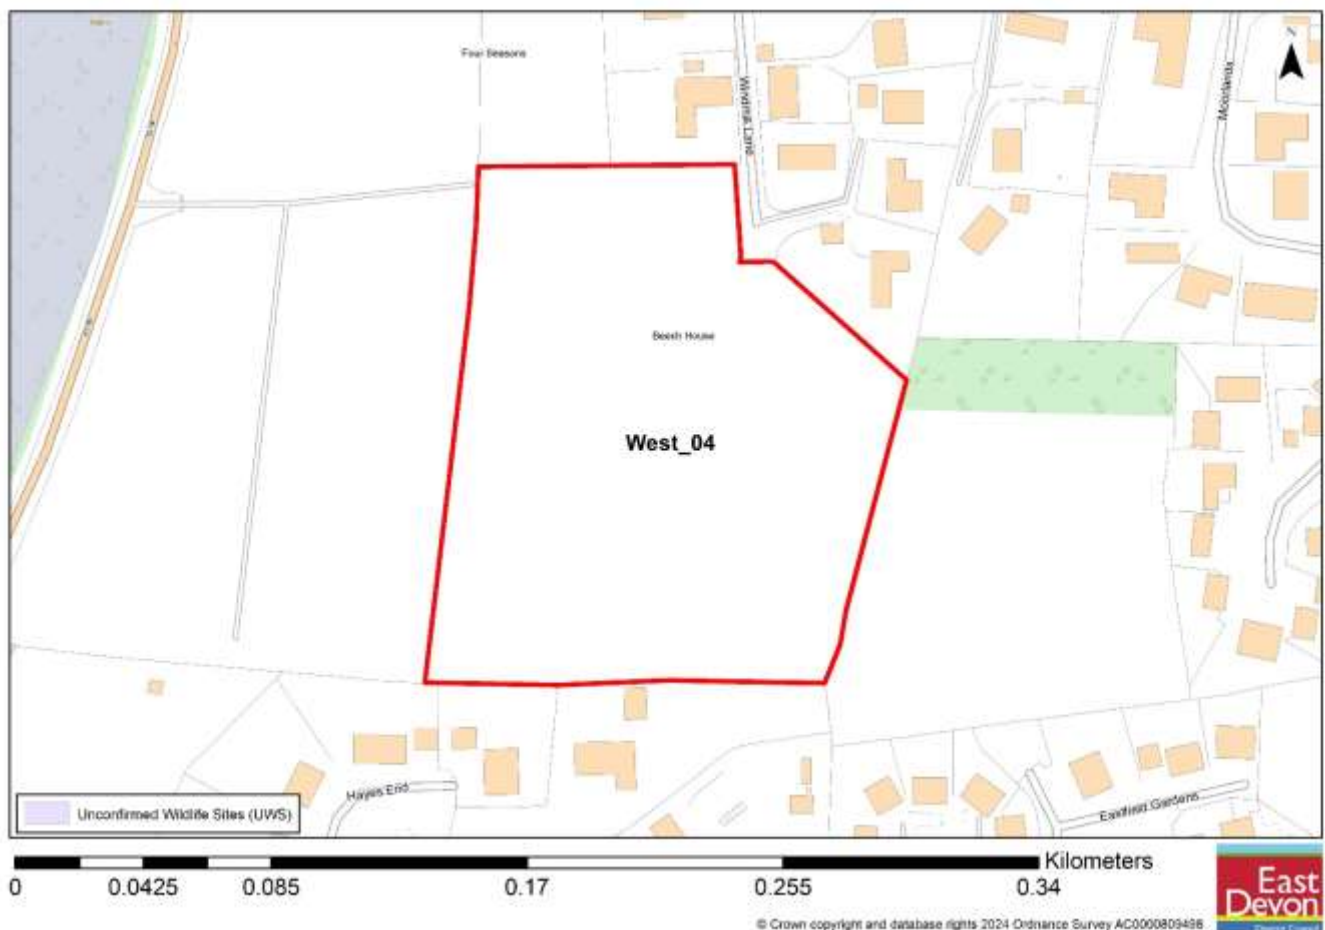 Four Seasons
N
Windmill Lane
Moorlands
Beech House
West_04
Hayes End
Eastfield Gardens
Unconfirmed Wildlife Sites (UWS)
Kilometers
0 0.0425 0.085 0.17 0.255 0.34
East
Devon
© Crown copyright and database rights 2024 Ordnance Survey AC0000809498